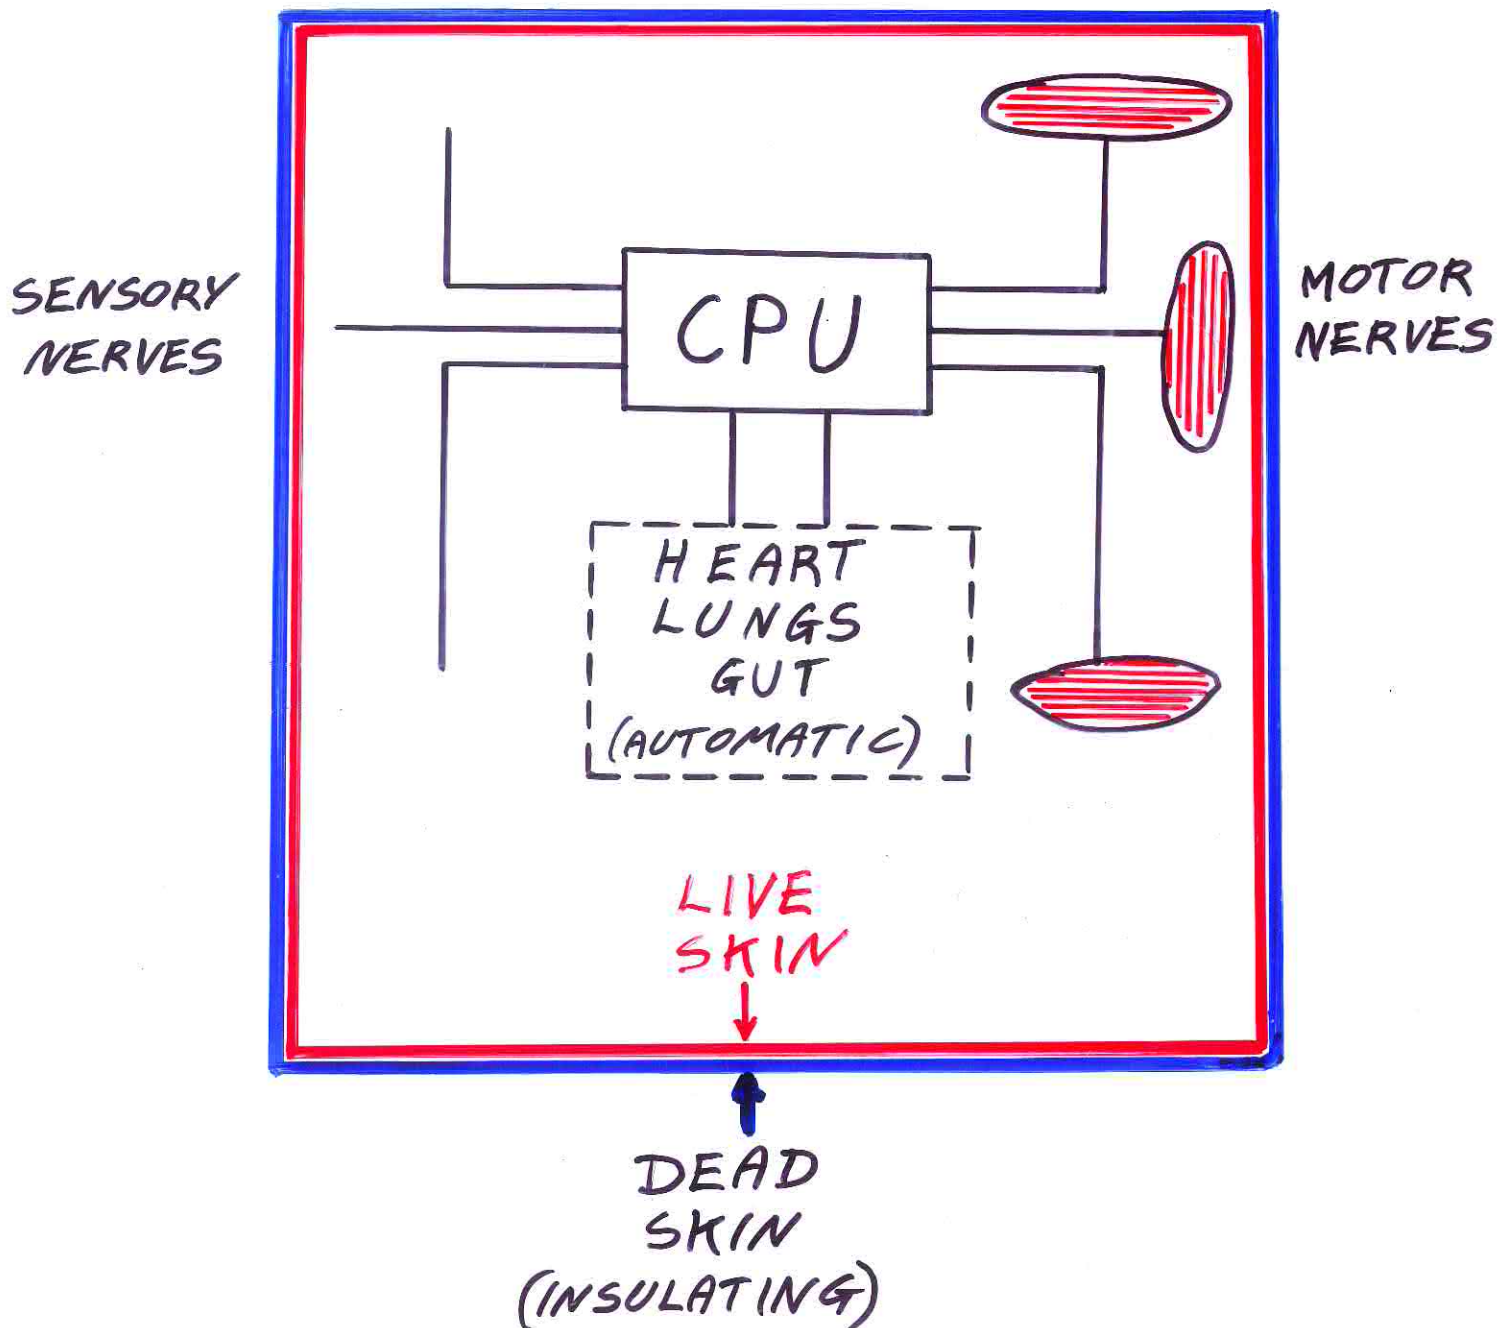 SENSORY
NERVES
CPU
MOTOR
NERVES
HEART
LUNGS
GUT
(AUTOMATIC)
LIVE
SKIN
DEAD
SKIN
(INSULATING)